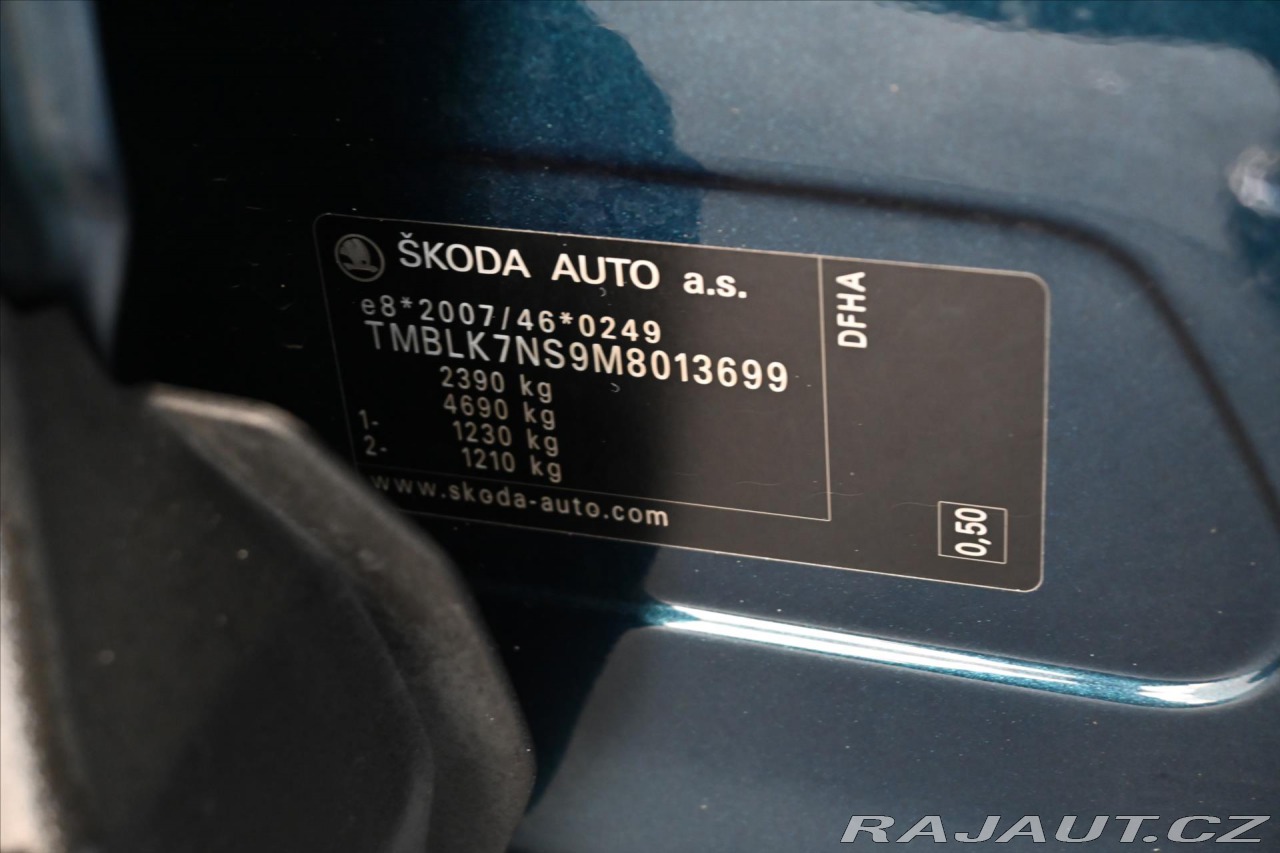 ŠKODA AUTO a.s.
e8*2007/46*0249
TMBLK7NS9M8013699
2390 kg
4690 kg
1- 1230 kg
2- 1210 kg
www.skoda-auto.com
DFHA
0,50
RAJAUT.CZ